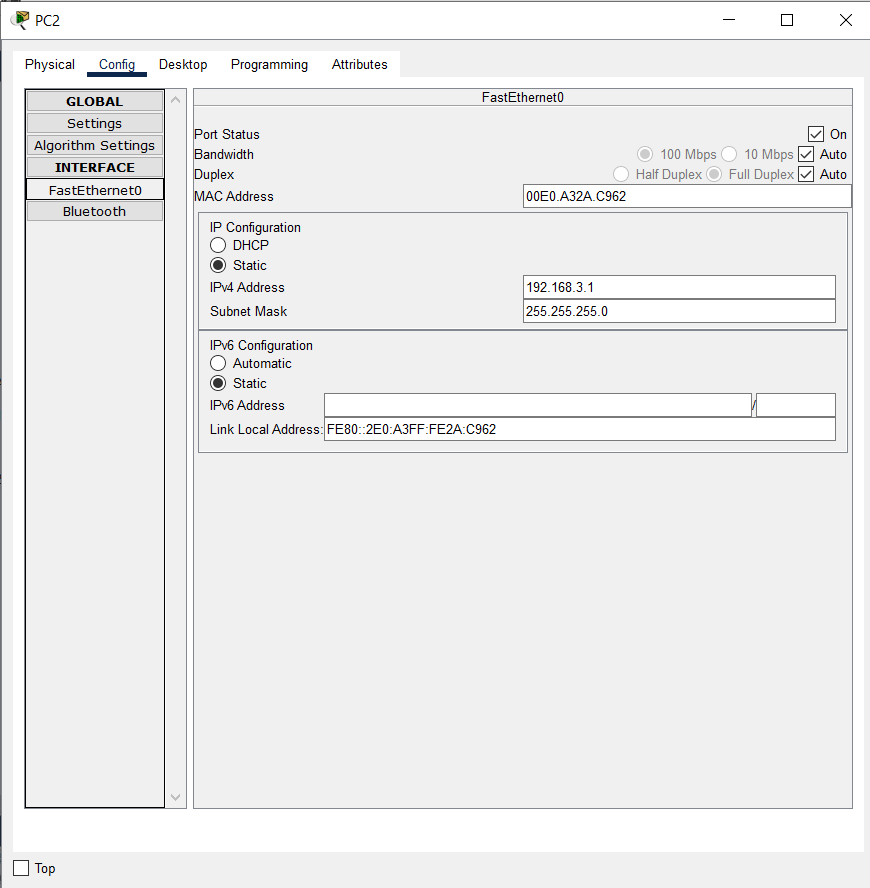 PC2
Physical Config Desktop Programming Attributes
GLOBAL
Settings
Algorithm Settings
INTERFACE
FastEthernet0
Bluetooth
FastEthernet0
Port Status On
Bandwidth 100 Mbps 10 Mbps Auto
Duplex Half Duplex Full Duplex Auto
MAC Address 00E0.A32A.C962
IP Configuration
DHCP
Static
IPv4 Address 192.168.3.1
Subnet Mask 255.255.255.0
IPv6 Configuration
Automatic
Static
IPv6 Address /
Link Local Address: FE80::2E0:A3FF:FE2A:C962
Top